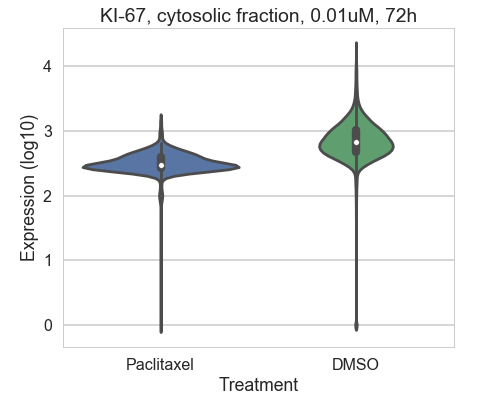 KI-67, cytosolic fraction, 0.01uM, 72h
Expression (log10)
4
3
2
1
0
Paclitaxel
DMSO
Treatment